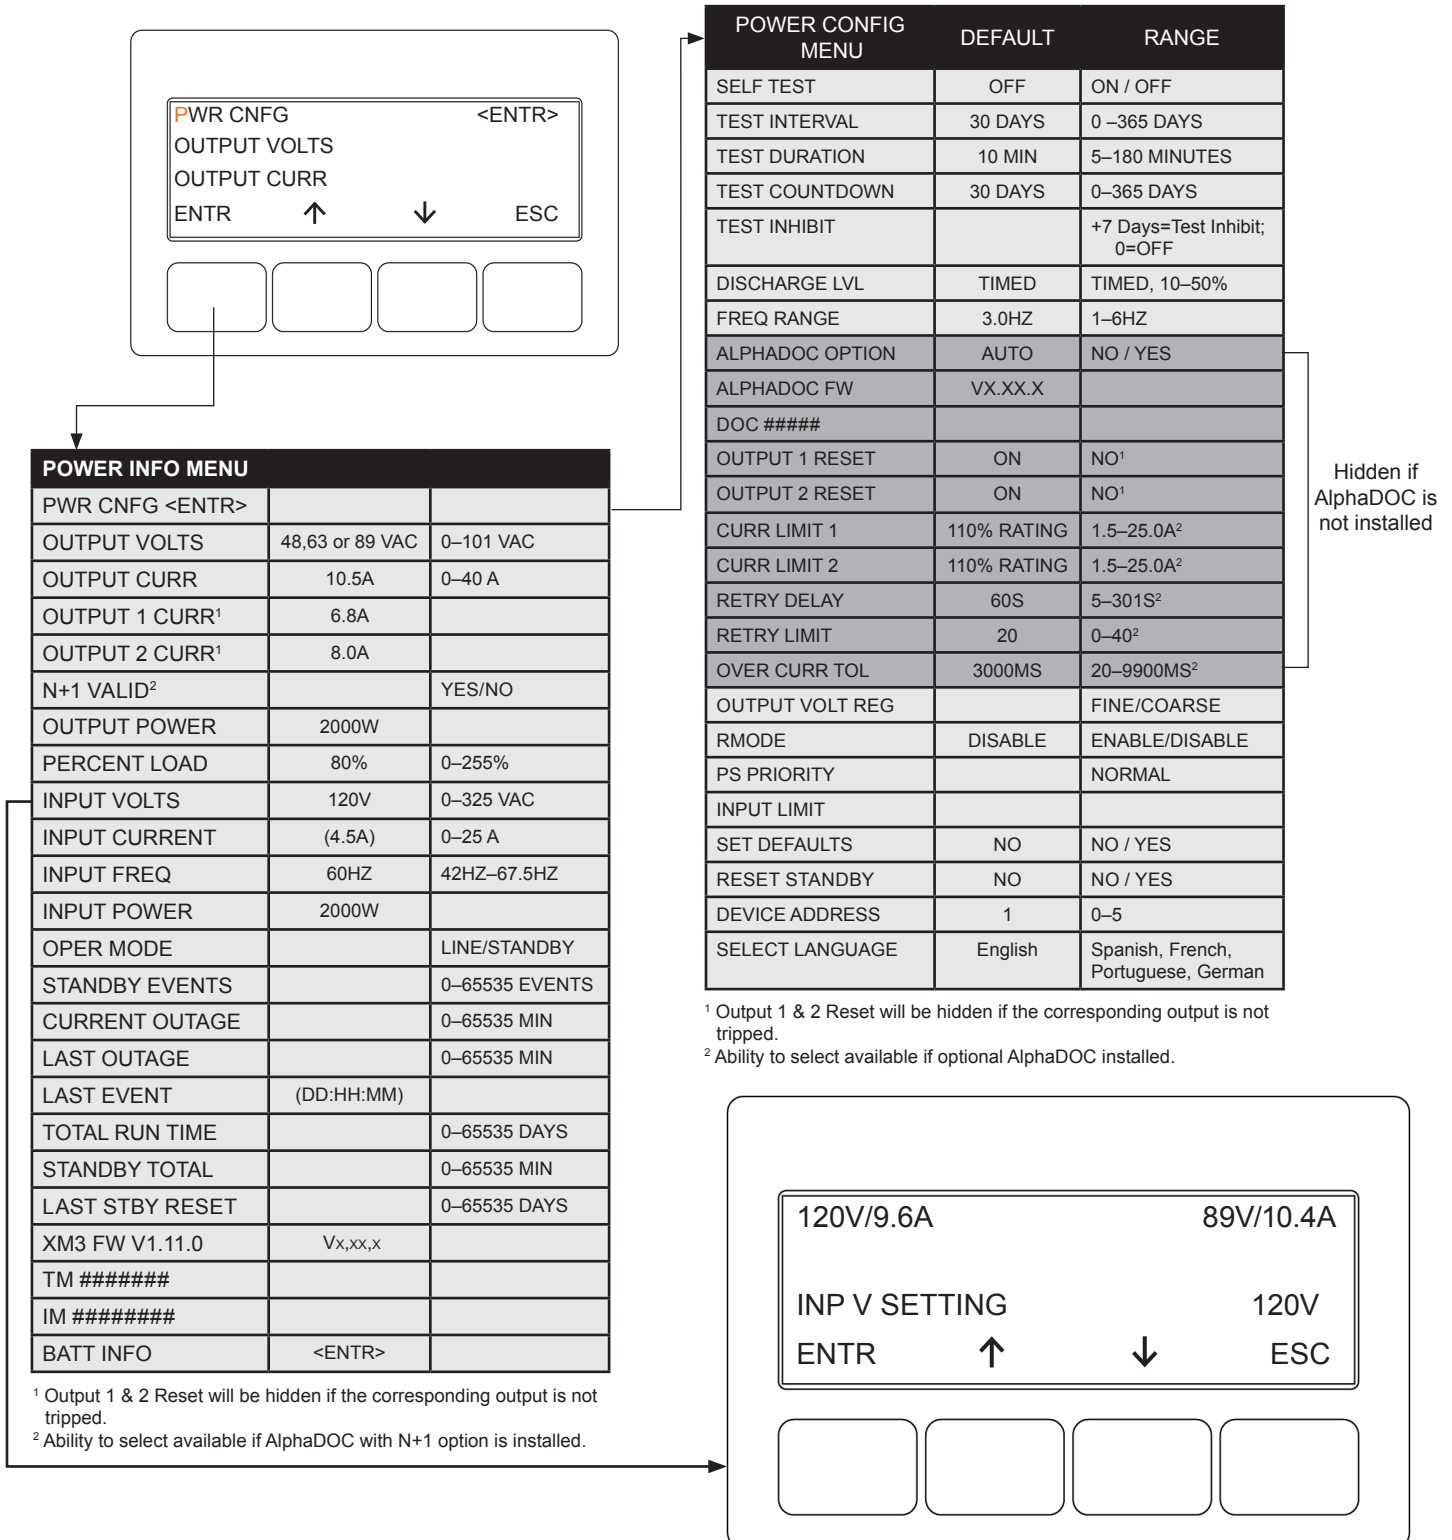 PWR CNFG <ENTR>
OUTPUT VOLTS
OUTPUT CURR
ENTR ↑ ↓ ESC
POWER INFO MENU
PWR CNFG <ENTR>
OUTPUT VOLTS 48,63 or 89 VAC 0–101 VAC
OUTPUT CURR 10.5A 0–40 A
OUTPUT 1 CURR¹ 6.8A
OUTPUT 2 CURR¹ 8.0A
N+1 VALID² YES/NO
OUTPUT POWER 2000W
PERCENT LOAD 80% 0–255%
INPUT VOLTS 120V 0–325 VAC
INPUT CURRENT (4.5A) 0–25 A
INPUT FREQ 60HZ 42HZ–67.5HZ
INPUT POWER 2000W
OPER MODE LINE/STANDBY
STANDBY EVENTS 0–65535 EVENTS
CURRENT OUTAGE 0–65535 MIN
LAST OUTAGE 0–65535 MIN
LAST EVENT (DD:HH:MM)
TOTAL RUN TIME 0–65535 DAYS
STANDBY TOTAL 0–65535 MIN
LAST STBY RESET 0–65535 DAYS
XM3 FW V1.11.0 Vx,xx,x
TM #######
IM ########
BATT INFO <ENTR>
¹ Output 1 & 2 Reset will be hidden if the corresponding output is not
tripped.
² Ability to select available if AlphaDOC with N+1 option is installed.
POWER CONFIG
MENU DEFAULT RANGE
SELF TEST OFF ON / OFF
TEST INTERVAL 30 DAYS 0 –365 DAYS
TEST DURATION 10 MIN 5–180 MINUTES
TEST COUNTDOWN 30 DAYS 0–365 DAYS
TEST INHIBIT +7 Days=Test Inhibit;
0=OFF
DISCHARGE LVL TIMED TIMED, 10–50%
FREQ RANGE 3.0HZ 1–6HZ
ALPHADOC OPTION AUTO NO / YES
ALPHADOC FW VX.XX.X
DOC #####
OUTPUT 1 RESET ON NO¹
OUTPUT 2 RESET ON NO¹
CURR LIMIT 1 110% RATING 1.5–25.0A²
CURR LIMIT 2 110% RATING 1.5–25.0A²
RETRY DELAY 60S 5–301S²
RETRY LIMIT 20 0–40²
OVER CURR TOL 3000MS 20–9900MS²
OUTPUT VOLT REG FINE/COARSE
RMODE DISABLE ENABLE/DISABLE
PS PRIORITY NORMAL
INPUT LIMIT
SET DEFAULTS NO NO / YES
RESET STANDBY NO NO / YES
DEVICE ADDRESS 1 0–5
SELECT LANGUAGE English Spanish, French,
Portuguese, German
Hidden if
AlphaDOC is
not installed
¹ Output 1 & 2 Reset will be hidden if the corresponding output is not
tripped.
² Ability to select available if optional AlphaDOC installed.
120V/9.6A 89V/10.4A
INP V SETTING 120V
ENTR ↑ ↓ ESC